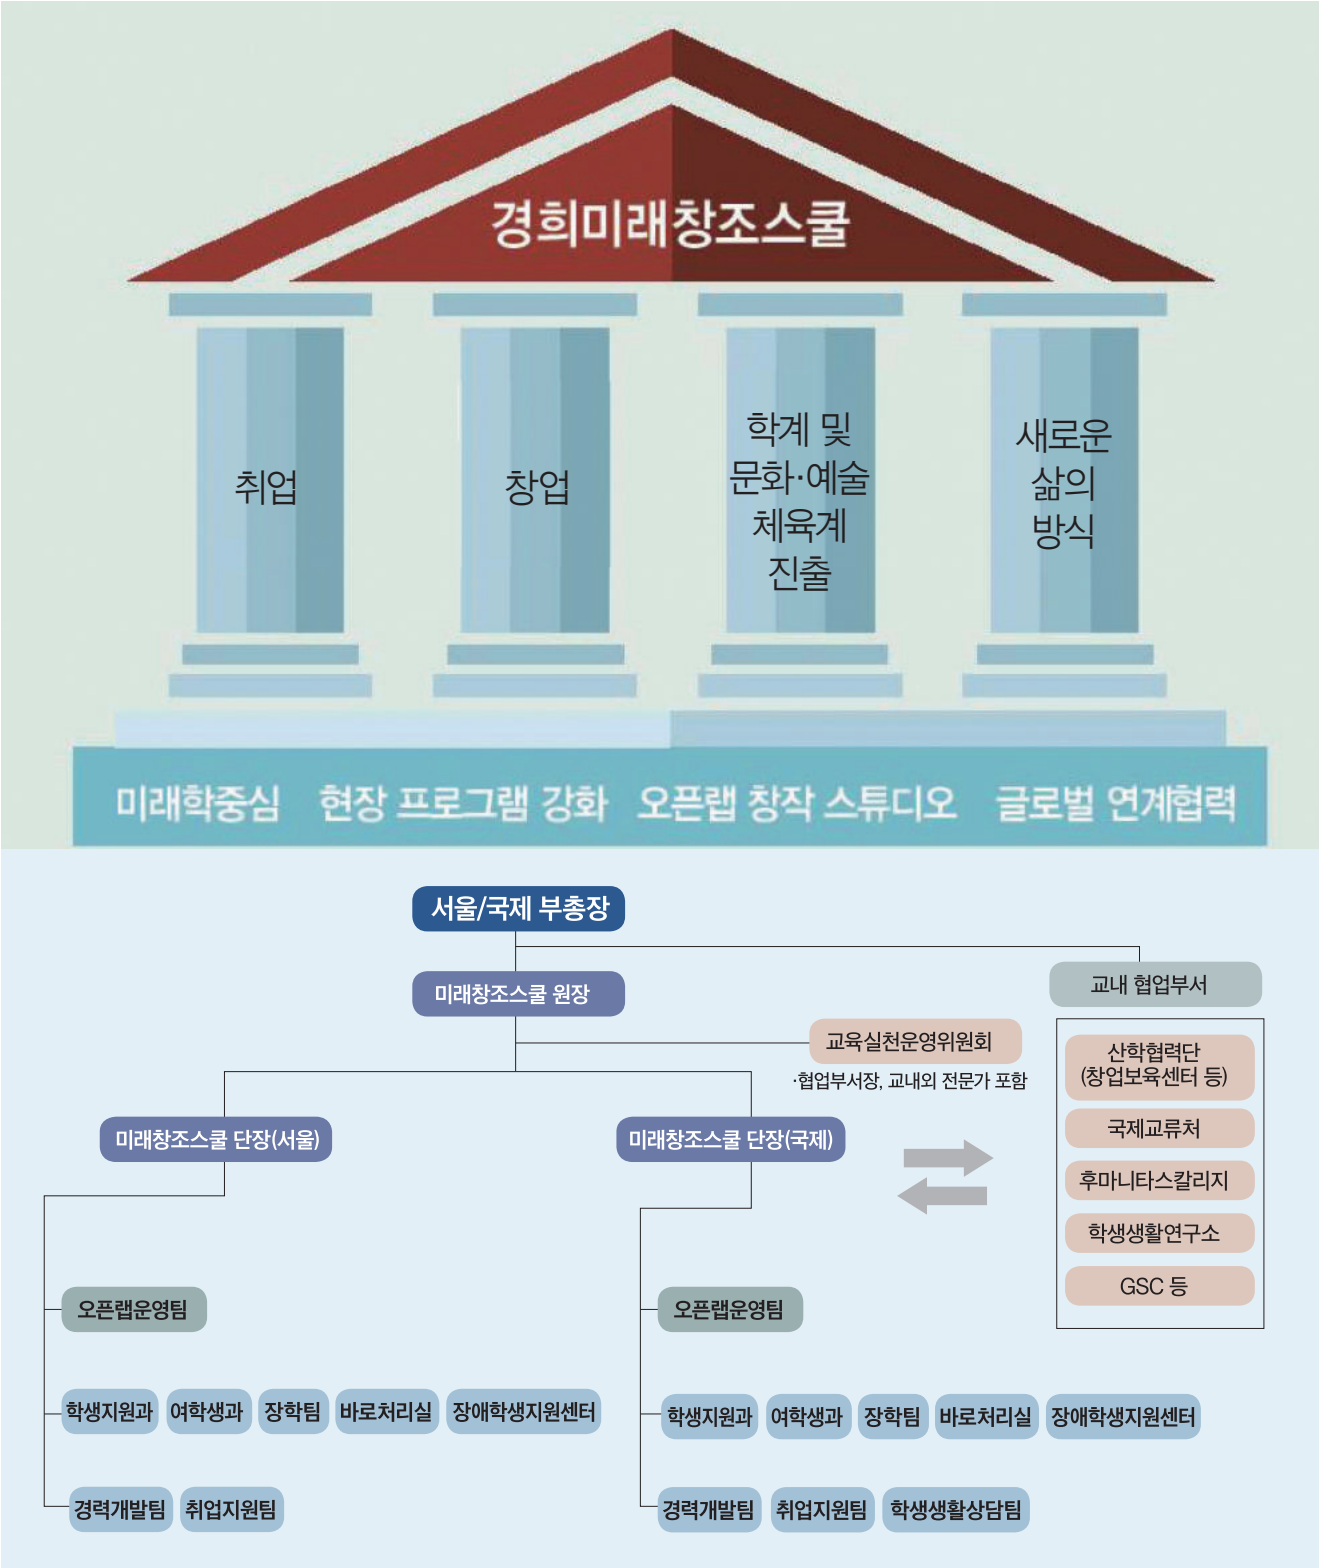 경희미래창조스쿨
취업
창업
학계 및
문화·예술
체육계
진출
새로운
삶의
방식
미래학중심 현장 프로그램 강화 오픈랩 창작 스튜디오 글로벌 연계협력
서울/국제 부총장
미래창조스쿨 원장
교내 협업부서
교육실천운영위원회
·협업부서장, 교내외 전문가 포함
산학협력단
(창업보육센터 등)
국제교류처
후마니타스칼리지
학생생활연구소
GSC 등
미래창조스쿨 단장(서울)
미래창조스쿨 단장(국제)
오픈랩운영팀
학생지원과 여학생과 장학팀 바로처리실 장애학생지원센터
경력개발팀 취업지원팀
오픈랩운영팀
학생지원과 여학생과 장학팀 바로처리실 장애학생지원센터
경력개발팀 취업지원팀 학생생활상담팀